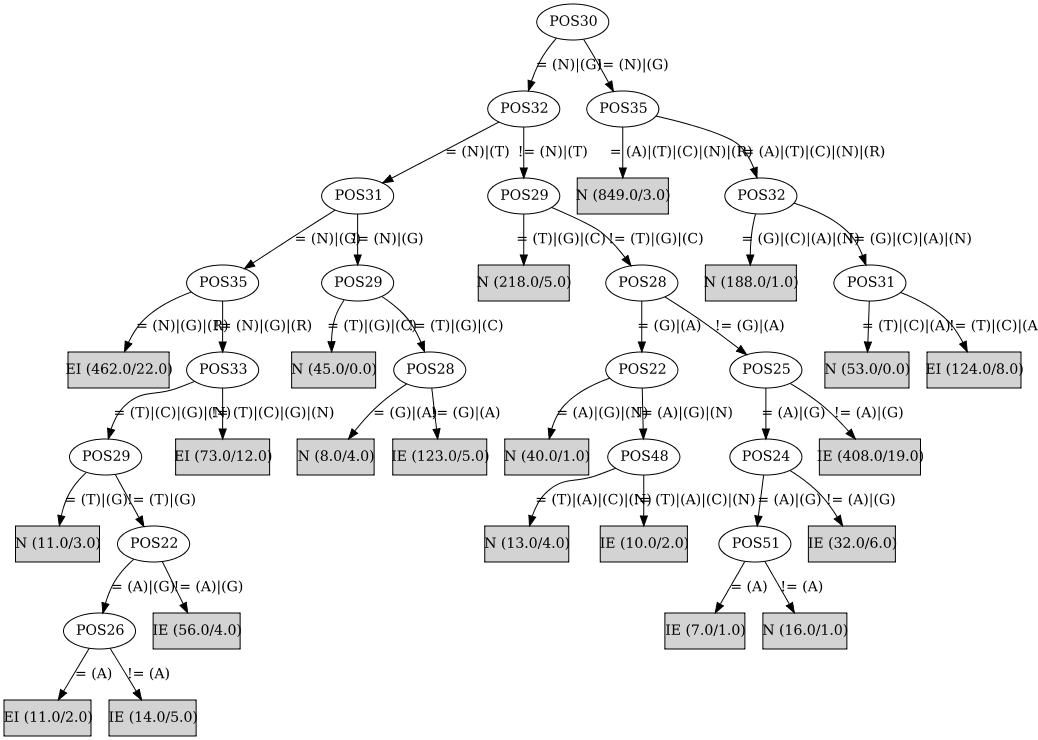 POS30
= (N)|(G) != (N)|(G)
POS32 POS35
= (N)|(T) != (N)|(T) = (A)|(T)|(C)|(N)|(R) != (A)|(T)|(C)|(N)|(R)
POS31 POS29 N (849.0/3.0) POS32
= (N)|(G) != (N)|(G) = (T)|(G)|(C) != (T)|(G)|(C) = (G)|(C)|(A)|(N) != (G)|(C)|(A)|(N)
POS35 POS29 N (218.0/5.0) POS28 N (188.0/1.0) POS31
= (N)|(G)|(R) != (N)|(G)|(R) = (T)|(G)|(C) != (T)|(G)|(C) = (G)|(A) != (G)|(A) = (T)|(C)|(A) != (T)|(C)|(A
EI (462.0/22.0) POS33 N (45.0/0.0) POS28 POS22 POS25 N (53.0/0.0) EI (124.0/8.0)
= (T)|(C)|(G)|(N) != (T)|(C)|(G)|(N) = (G)|(A) != (G)|(A) = (A)|(G)|(N) != (A)|(G)|(N) = (A)|(G) != (A)|(G)
POS29 EI (73.0/12.0) N (8.0/4.0) IE (123.0/5.0) N (40.0/1.0) POS48 POS24 IE (408.0/19.0)
= (T)|(G) != (T)|(G) = (T)|(A)|(C)|(N) != (T)|(A)|(C)|(N) = (A)|(G) != (A)|(G)
N (11.0/3.0) POS22 N (13.0/4.0) IE (10.0/2.0) POS51 IE (32.0/6.0)
= (A)|(G) != (A)|(G) = (A) != (A)
POS26 IE (56.0/4.0) IE (7.0/1.0) N (16.0/1.0)
= (A) != (A)
EI (11.0/2.0) IE (14.0/5.0)